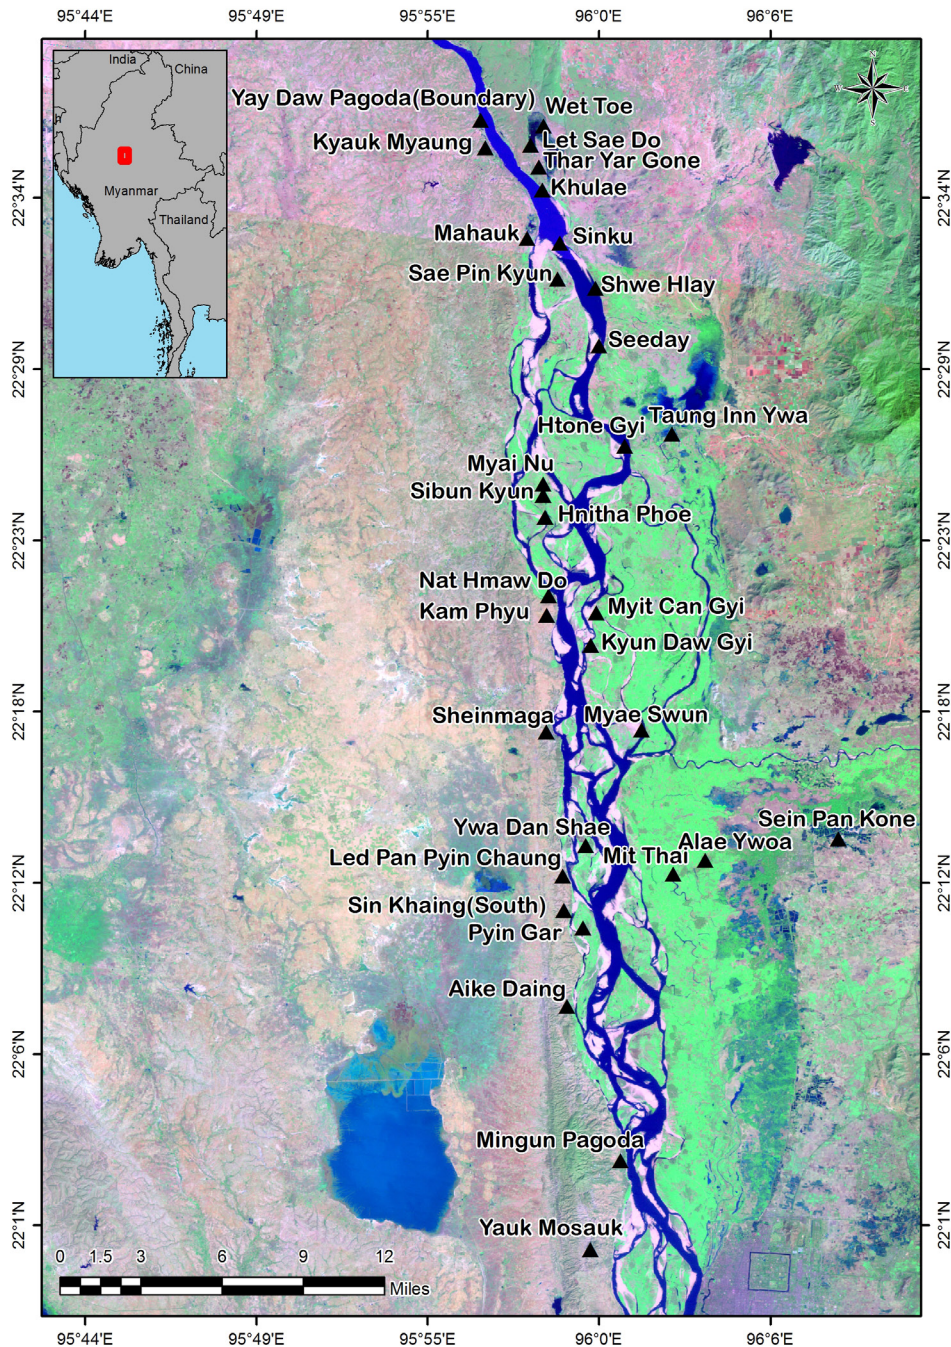 95°44'E 95°49'E 95°55'E 96°0'E 96°6'E
India
China
Myanmar
Thailand
N
W E
S
Yay Daw Pagoda(Boundary)
Wet Toe
Kyauk Myaung
Let Sae Do
Thar Yar Gone
Khulae
22°34'N 22°34'N
Mahauk
Sinku
Sae Pin Kyun
Shwe Hlay
Seeday
22°29'N 22°29'N
Htone Gyi
Taung Inn Ywa
Myai Nu
Sibun Kyun
Hnitha Phoe
22°23'N 22°23'N
Nat Hmaw Do
Kam Phyu
Myit Can Gyi
Kyun Daw Gyi
22°18'N 22°18'N
Sheinmaga
Myae Swun
Sein Pan Kone
Ywa Dan Shae
Alae Ywoa
Led Pan Pyin Chaung
Mit Thai
22°12'N 22°12'N
Sin Khaing(South)
Pyin Gar
Aike Daing
22°6'N 22°6'N
Mingun Pagoda
22°1'N 22°1'N
Yauk Mosauk
0 1.5 3 6 9 12
Miles
95°44'E 95°49'E 95°55'E 96°0'E 96°6'E